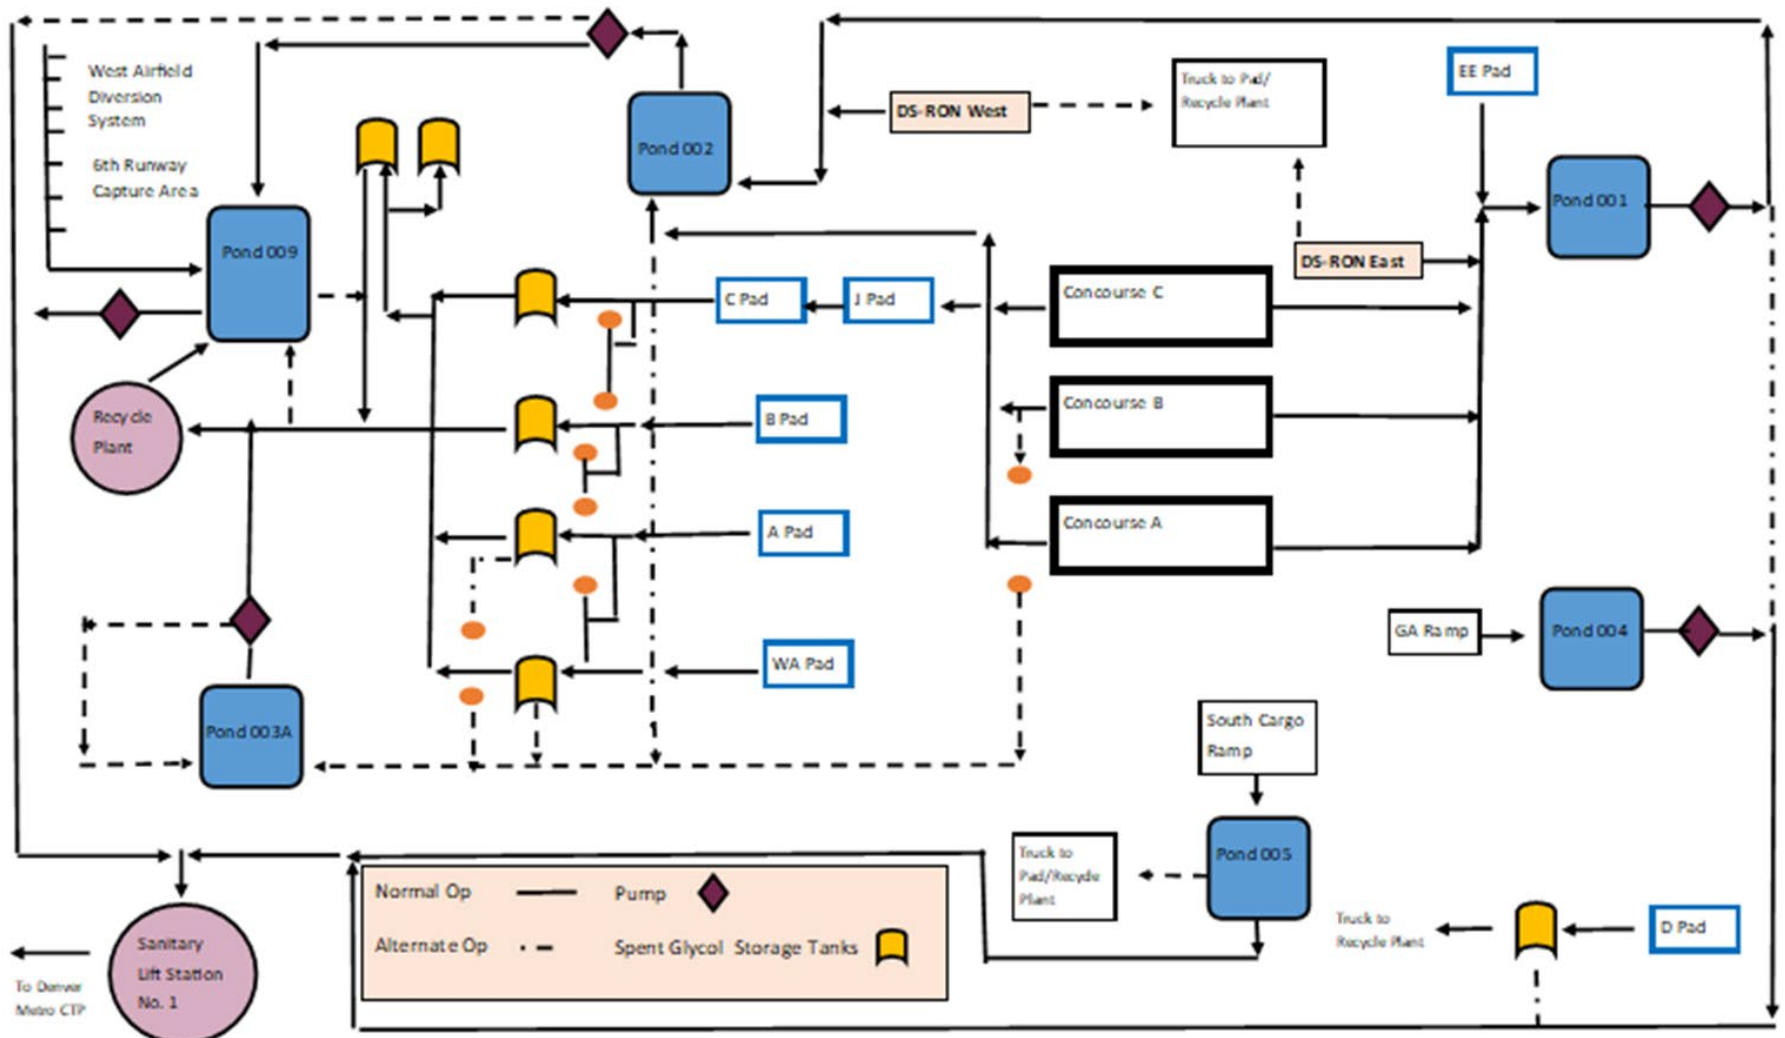 West Airfield
Diversion
System
6th Runway
Capture Area
Pond 009
Pond 002
DS-RON West
Truck to Pad/
Recycle Plant
EE Pad
Pond 001
DS-RON East
C Pad
J Pad
Concourse C
B Pad
Concourse B
Recycle
Plant
A Pad
Concourse A
WA Pad
GA Ramp
Pond 004
Pond 003A
South Cargo
Ramp
Pond 005
Truck to
Pad/Recycle
Plant
Normal Op
Pump
Alternate Op
Spent Glycol Storage Tanks
Truck to
Recycle Plant
D Pad
Sanitary
Lift Station
No. 1
To Denver
Metro CTP